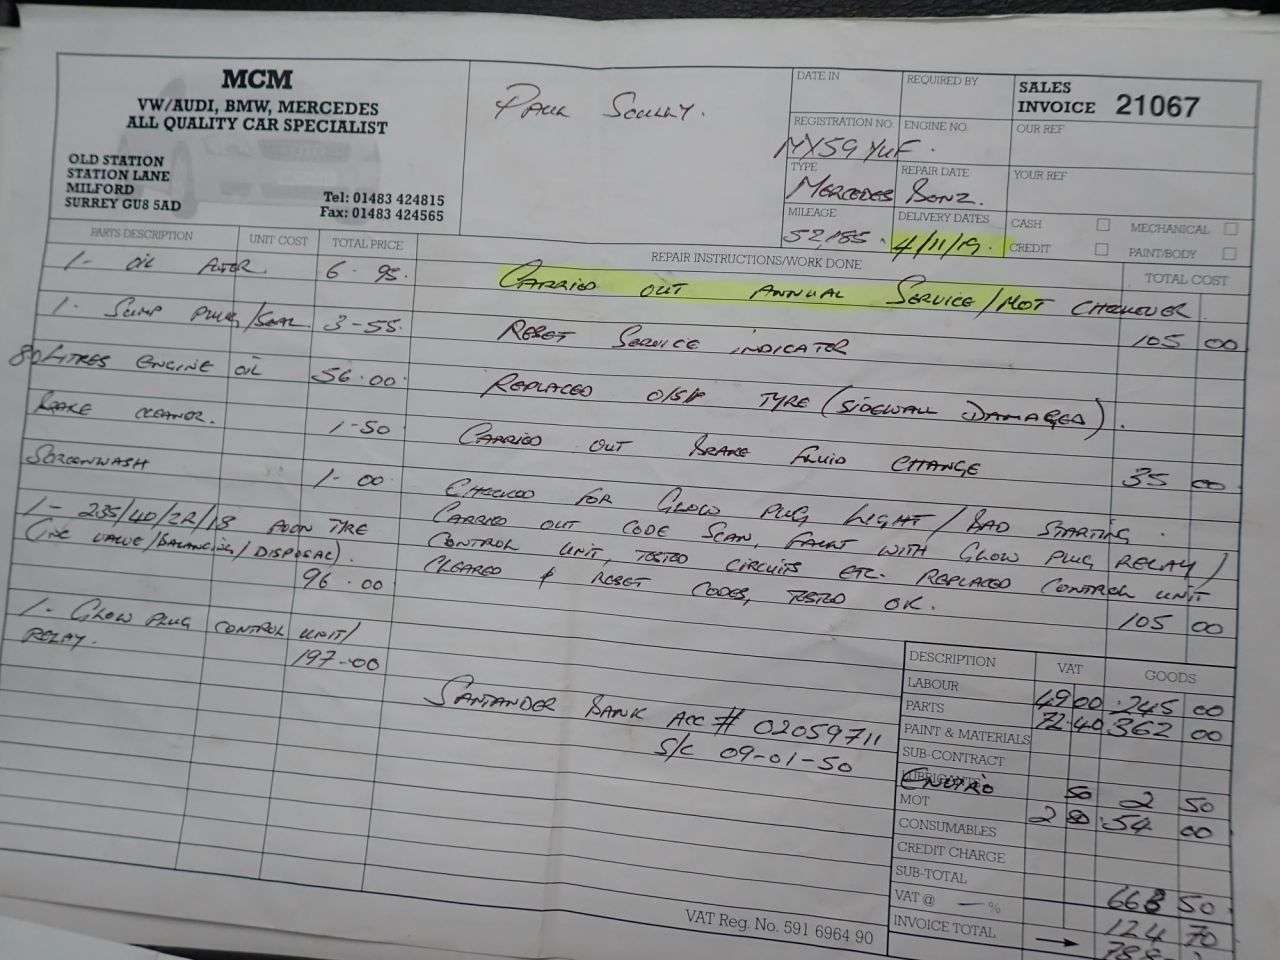 MCM
VW/AUDI, BMW, MERCEDES
ALL QUALITY CAR SPECIALIST
OLD STATION
STATION LANE
MILFORD
SURREY GU8 5AD
Tel: 01483 424815
Fax: 01483 424565
PAUL SCULLY.
DATE IN
REQUIRED BY
SALES INVOICE 21067
REGISTRATION NO.
ENGINE NO.
OUR REF
MX59 YUF.
TYPE
REPAIR DATE
YOUR REF
MERCEDES BENZ.
MILEAGE
DELIVERY DATES
CASH
MECHANICAL
52,185.
4/11/19.
CREDIT
PAINT/BODY
PARTS DESCRIPTION
UNIT COST
TOTAL PRICE
REPAIR INSTRUCTIONS/WORK DONE
TOTAL COST
1- OIL FILTER. 6.95.
1. SUMP PLUG/SEAL 3-55.
8.0 LITRES ENGINE OIL 56.00.
BRAKE CLEANER. 1-50
SCREENWASH 1-00
1- 235/40/ZR/18 AVON TYRE
(INC VALVE/BALANCING/DISPOSAL).
96.00
1- GLOW PLUG CONTROL UNIT/
RELAY. 197-00
CARRIED OUT ANNUAL SERVICE/MOT CHECKOVER
RESET SERVICE INDICATOR 105 00
REPLACED O/S/R TYRE (SIDEWALL DAMAGED).
CARRIED OUT BRAKE FLUID CHANGE 35 00
CHECKED FOR GLOW PLUG LIGHT/BAD STARTING.
CARRIED OUT CODE SCAN, FAULT WITH GLOW PLUG RELAY/
CONTROL UNIT, TESTED CIRCUITS ETC. REPLACED CONTROL UNIT
CLEARED & RESET CODES, TESTED OK. 105 00
SANTANDER BANK ACC # 02059711
S/C 09-01-50
DESCRIPTION VAT GOODS
LABOUR 49 00 245 00
PARTS 72.40 362 00
PAINT & MATERIALS
SUB-CONTRACT
ENVIRO 50 2 50
MOT 54 00
CONSUMABLES
CREDIT CHARGE
SUB-TOTAL 663 50
VAT @ — % 124 70
INVOICE TOTAL
VAT Reg. No. 591 6964 90